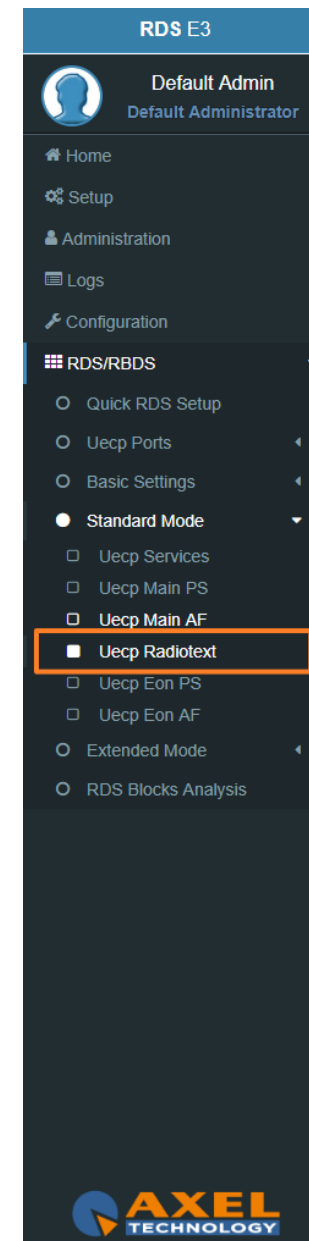 RDS E3
Default Admin
Default Administrator
Home
Setup
Administration
Logs
Configuration
RDS/RBDS
Quick RDS Setup
Uecp Ports
Basic Settings
Standard Mode
Uecp Services
Uecp Main PS
Uecp Main AF
Uecp Radiotext
Uecp Eon PS
Uecp Eon AF
Extended Mode
RDS Blocks Analysis
AXEL
TECHNOLOGY